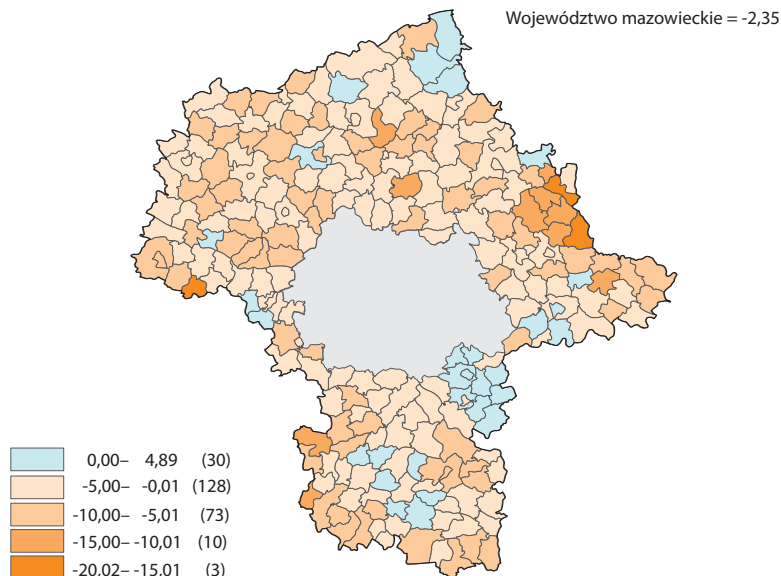 Województwo mazowieckie = -2,35
0,00– 4,89 (30)
-5,00– -0,01 (128)
-10,00– -5,01 (73)
-15,00– -10,01 (10)
-20,02– -15,01 (3)